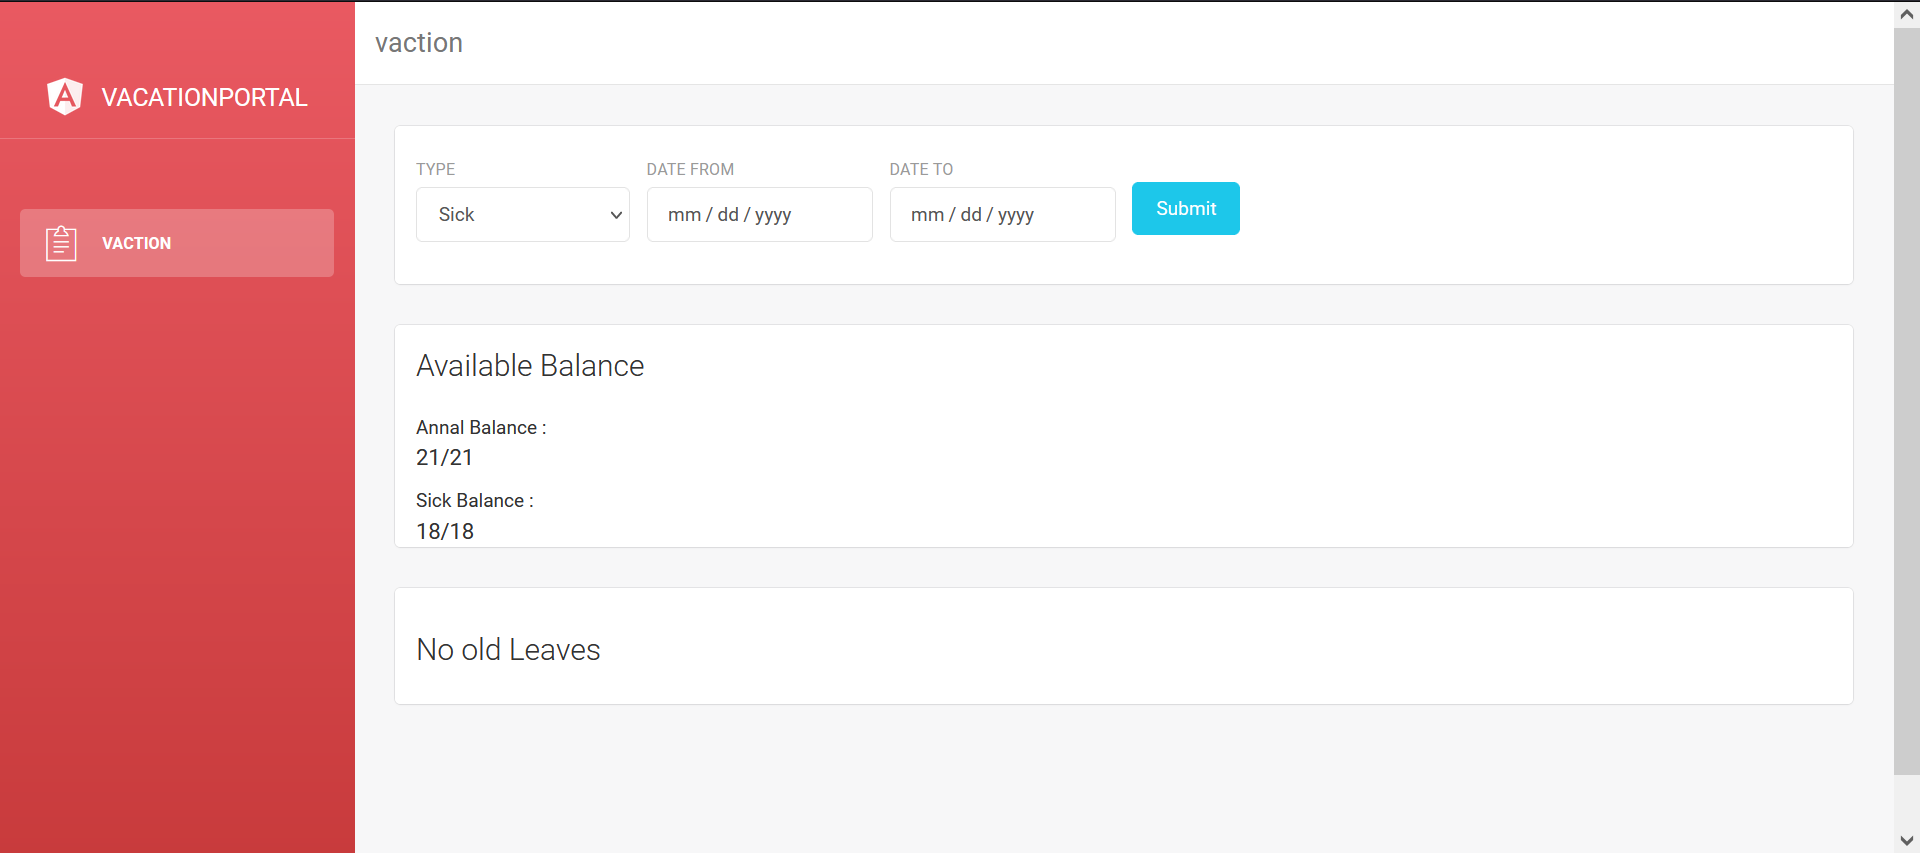 VACATIONPORTAL
VACTION
vaction
TYPE DATE FROM DATE TO
Sick mm / dd / yyyy mm / dd / yyyy Submit
Available Balance
Annal Balance :
21/21
Sick Balance :
18/18
No old Leaves